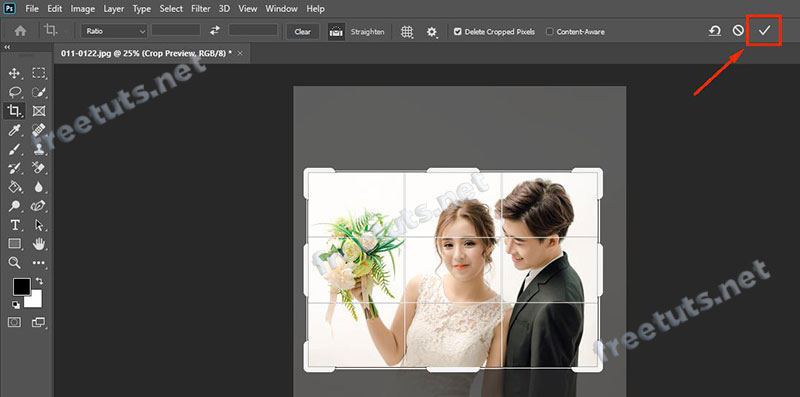 Ps File Edit Image Layer Type Select Filter 3D View Window Help
Ratio Clear Straighten Delete Cropped Pixels Content-Aware
011-0122.jpg @ 25% (Crop Preview, RGB/8) * ×
freetuts.net
freetuts.net
freetuts.net